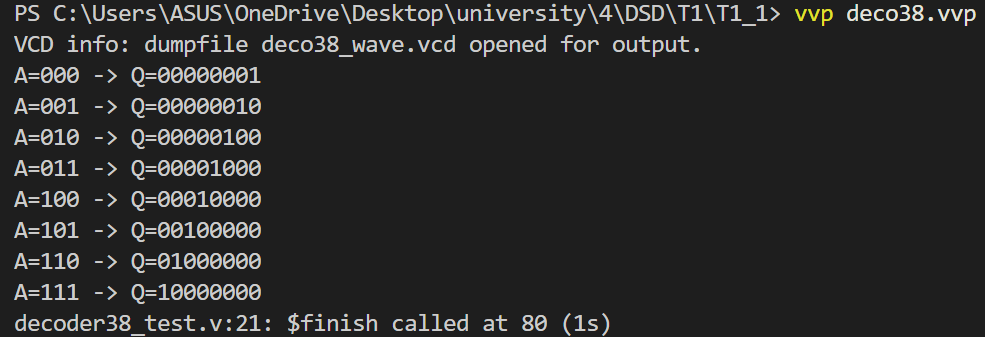 PS C:\Users\ASUS\OneDrive\Desktop\university\4\DSD\T1\T1_1> vvp deco38.vvp
VCD info: dumpfile deco38_wave.vcd opened for output.
A=000 -> Q=00000001
A=001 -> Q=00000010
A=010 -> Q=00000100
A=011 -> Q=00001000
A=100 -> Q=00010000
A=101 -> Q=00100000
A=110 -> Q=01000000
A=111 -> Q=10000000
decoder38_test.v:21: $finish called at 80 (1s)